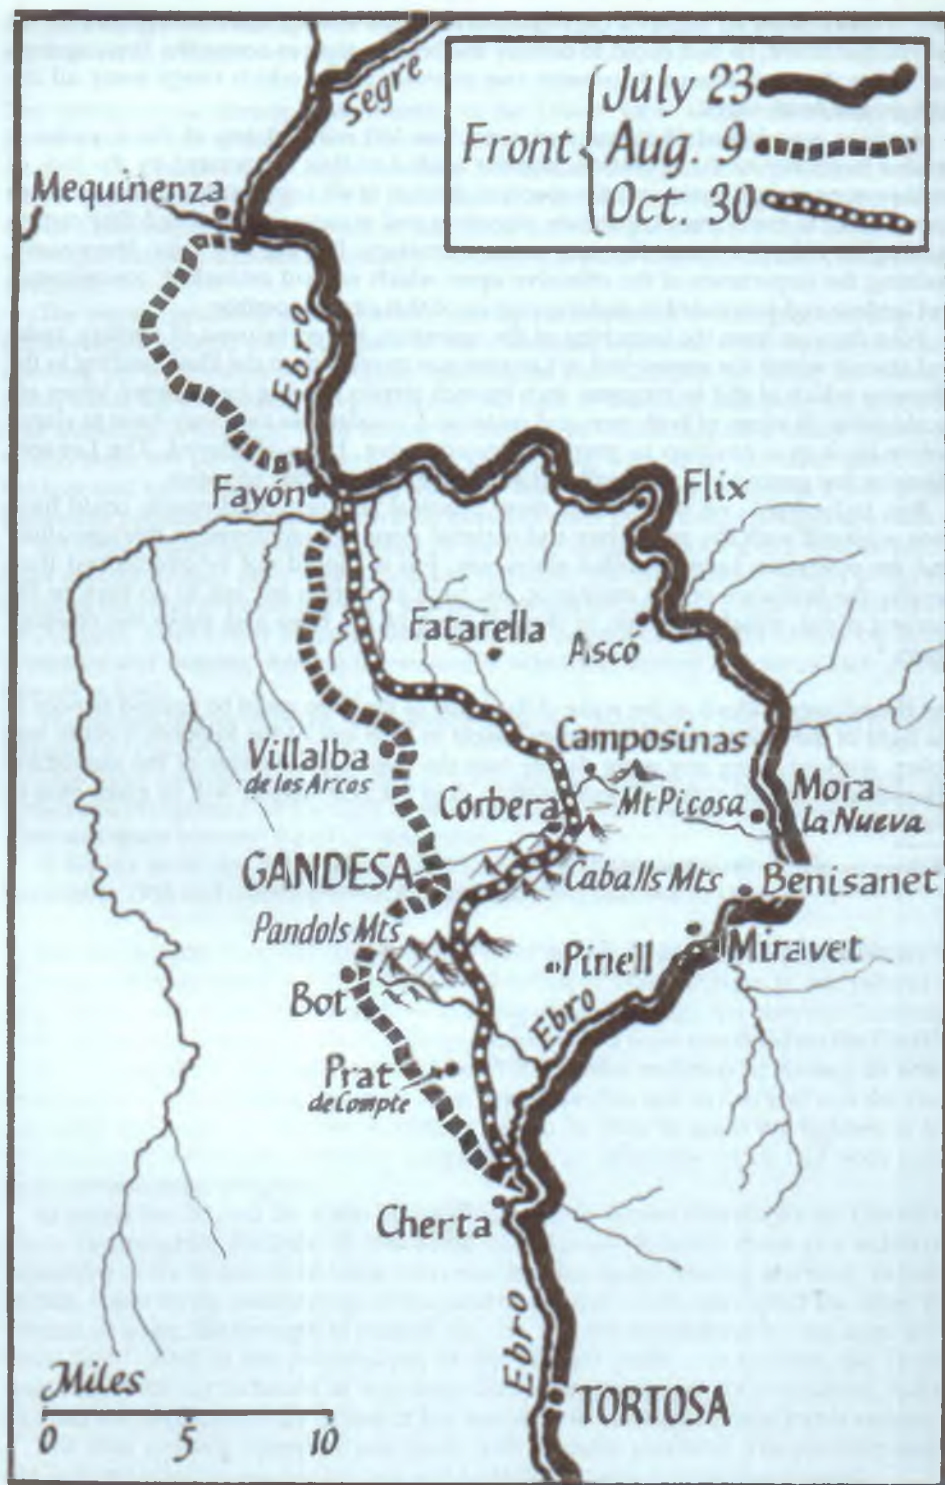 Segre
Front
July 23
Aug. 9
Oct. 30
Mequinenza
Ebro
Fayón
Flix
Fatarella
Asco
Villalba
de los Arcos
Camposinas
Corbera
Mt Picosa
Mora
la Nueva
GANDESA
Caballs Mts
Benisanet
Pandols Mts
Pinell
Miravet
Bot
Ebro
Prat
de Compte
Cherta
Ebro
TORTOSA
Miles
0 5 10